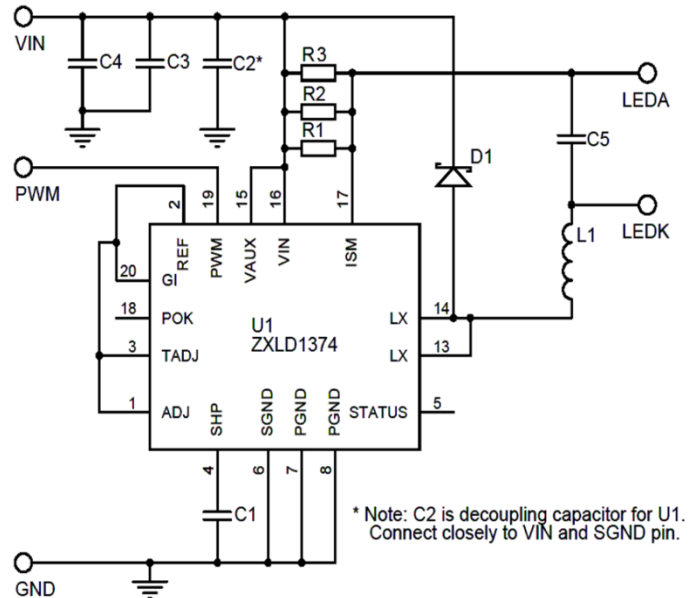 VIN
C4
C3
C2*
R3
R2
R1
LEDA
C5
D1
PWM
LEDK
L1
2
19
15
16
17
REF
PWM
VAUX
VIN
ISM
20
GI
18
POK
3
TADJ
1
ADJ
U1
ZXLD1374
LX
14
LX
13
STATUS
5
SHP
SGND
PGND
PGND
4
6
7
8
C1
* Note: C2 is decoupling capacitor for U1.
Connect closely to VIN and SGND pin.
GND